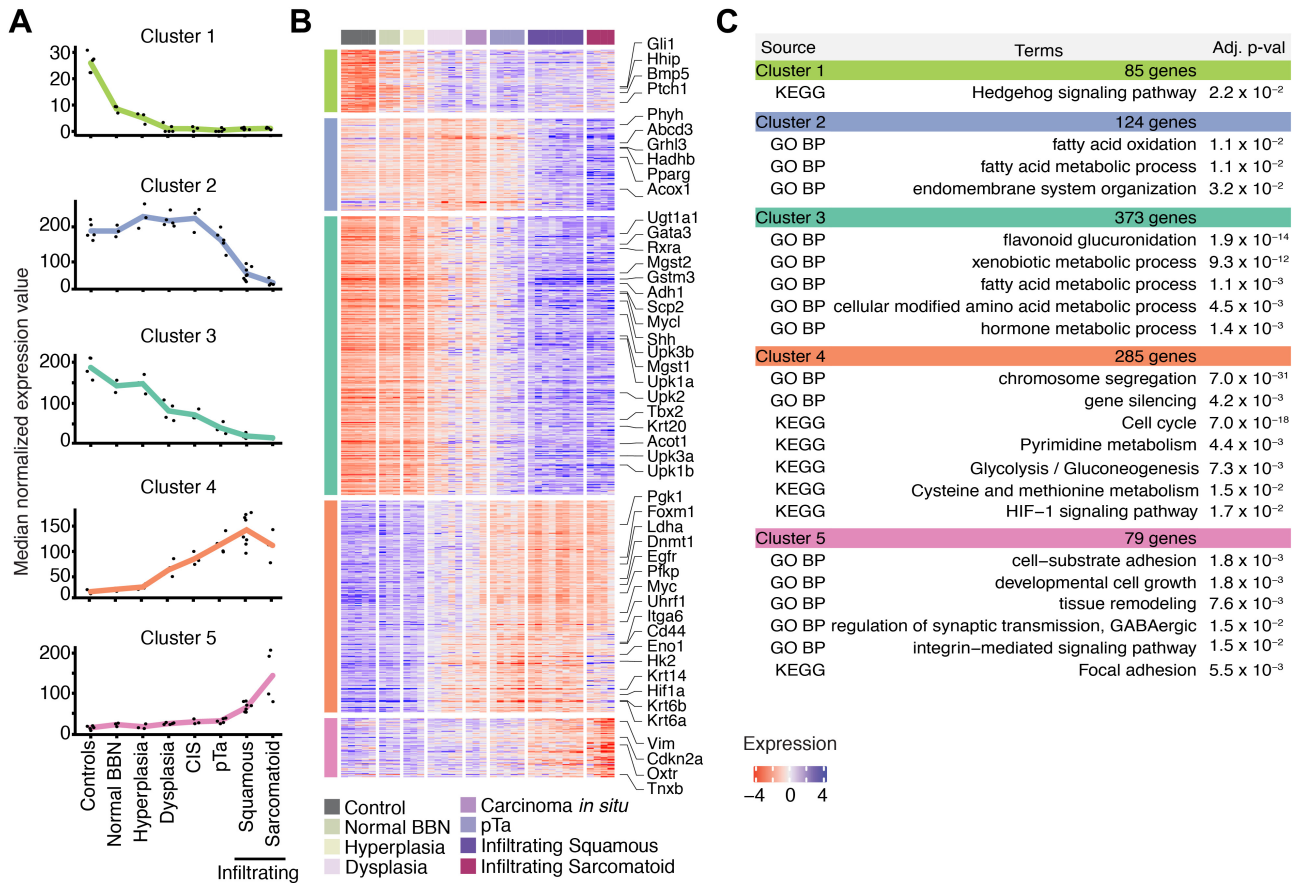 A
Median normalized expression value
Cluster 1
30
20
10
0
Cluster 2
200
100
0
Cluster 3
200
100
0
Cluster 4
150
100
50
0
Cluster 5
200
100
0
Controls
Normal BBN
Hyperplasia
Dysplasia
CIS
pTa
Squamous
Sarcomatoid
Infiltrating
B
Gli1
Hhip
Bmp5
Ptch1
Phyh
Abcd3
Grhl3
Hadhb
Pparg
Acox1
Ugt1a1
Gata3
Rxra
Mgst2
Gstm3
Adh1
Scp2
Mycl
Shh
Upk3b
Mgst1
Upk1a
Upk2
Tbx2
Krt20
Acot1
Upk3a
Upk1b
Pgk1
Foxm1
Ldha
Dnmt1
Egfr
Pfkp
Myc
Uhrf1
Itga6
Cd44
Eno1
Hk2
Krt14
Hif1a
Krt6b
Krt6a
Vim
Cdkn2a
Oxtr
Tnxb
Control
Normal BBN
Hyperplasia
Dysplasia
Carcinoma in situ
pTa
Infiltrating Squamous
Infiltrating Sarcomatoid
C
Source Terms Adj. p-val
Cluster 1 85 genes
KEGG Hedgehog signaling pathway 2.2 x 10⁻²
Cluster 2 124 genes
GO BP fatty acid oxidation 1.1 x 10⁻²
GO BP fatty acid metabolic process 1.1 x 10⁻²
GO BP endomembrane system organization 3.2 x 10⁻²
Cluster 3 373 genes
GO BP flavonoid glucuronidation 1.9 x 10⁻¹⁴
GO BP xenobiotic metabolic process 9.3 x 10⁻¹²
GO BP fatty acid metabolic process 1.1 x 10⁻³
GO BP cellular modified amino acid metabolic process 4.5 x 10⁻³
GO BP hormone metabolic process 1.4 x 10⁻³
Cluster 4 285 genes
GO BP chromosome segregation 7.0 x 10⁻³¹
GO BP gene silencing 4.2 x 10⁻³
KEGG Cell cycle 7.0 x 10⁻¹⁸
KEGG Pyrimidine metabolism 4.4 x 10⁻³
KEGG Glycolysis / Gluconeogenesis 7.3 x 10⁻³
KEGG Cysteine and methionine metabolism 1.5 x 10⁻²
KEGG HIF−1 signaling pathway 1.7 x 10⁻²
Cluster 5 79 genes
GO BP cell−substrate adhesion 1.8 x 10⁻³
GO BP developmental cell growth 1.8 x 10⁻³
GO BP tissue remodeling 7.6 x 10⁻³
GO BP regulation of synaptic transmission, GABAergic 1.5 x 10⁻²
GO BP integrin−mediated signaling pathway 1.5 x 10⁻²
KEGG Focal adhesion 5.5 x 10⁻³
Expression
−4 0 4